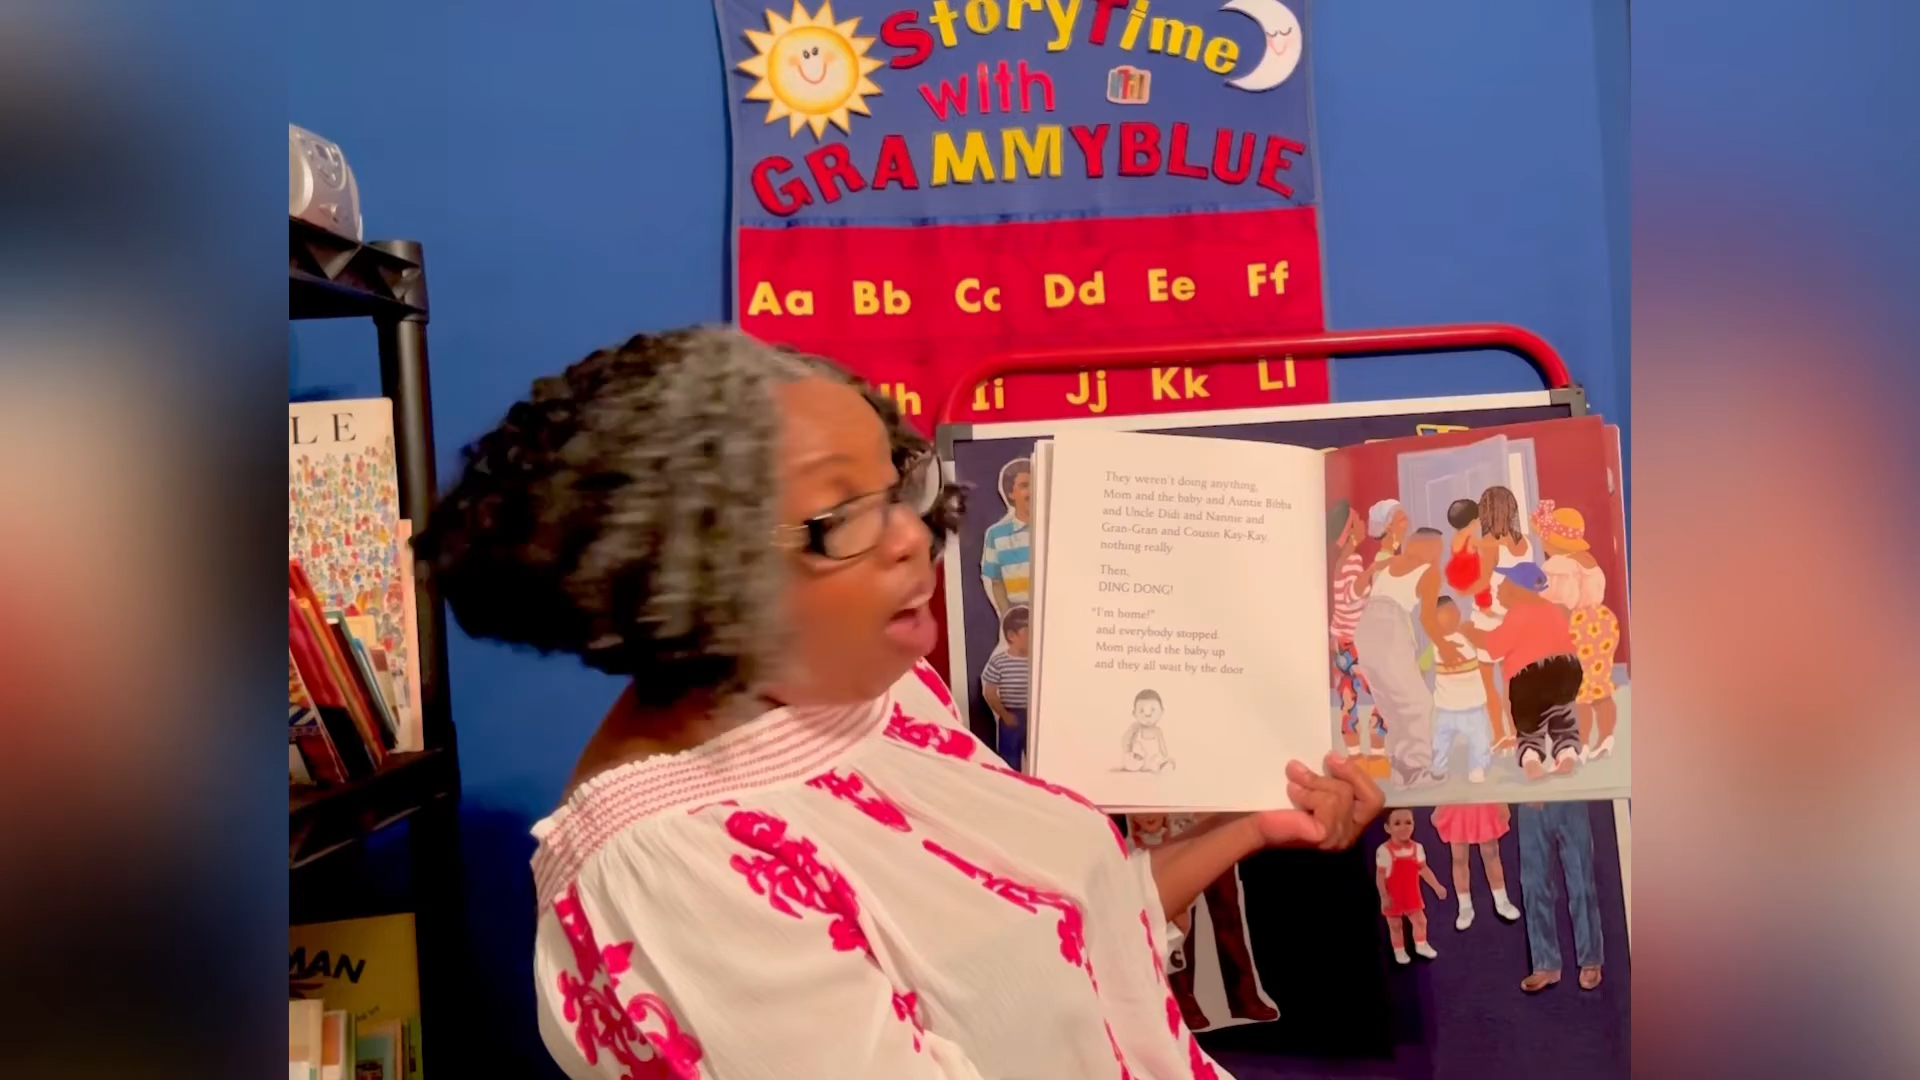 StoryTime
with
GRAMMYBLUE
Aa Bb Cc Dd Ee Ff
Hh Ii Jj Kk Ll
LE
MAN
They weren't doing anything,
Mom and the baby and Auntie Bibba
and Uncle Didi and Nannie and
Gran-Gran and Cousin Kay-Kay,
nothing really
Then,
DING DONG!
"I'm home!"
and everybody stopped
Mom picked the baby up
and they all wait by the door